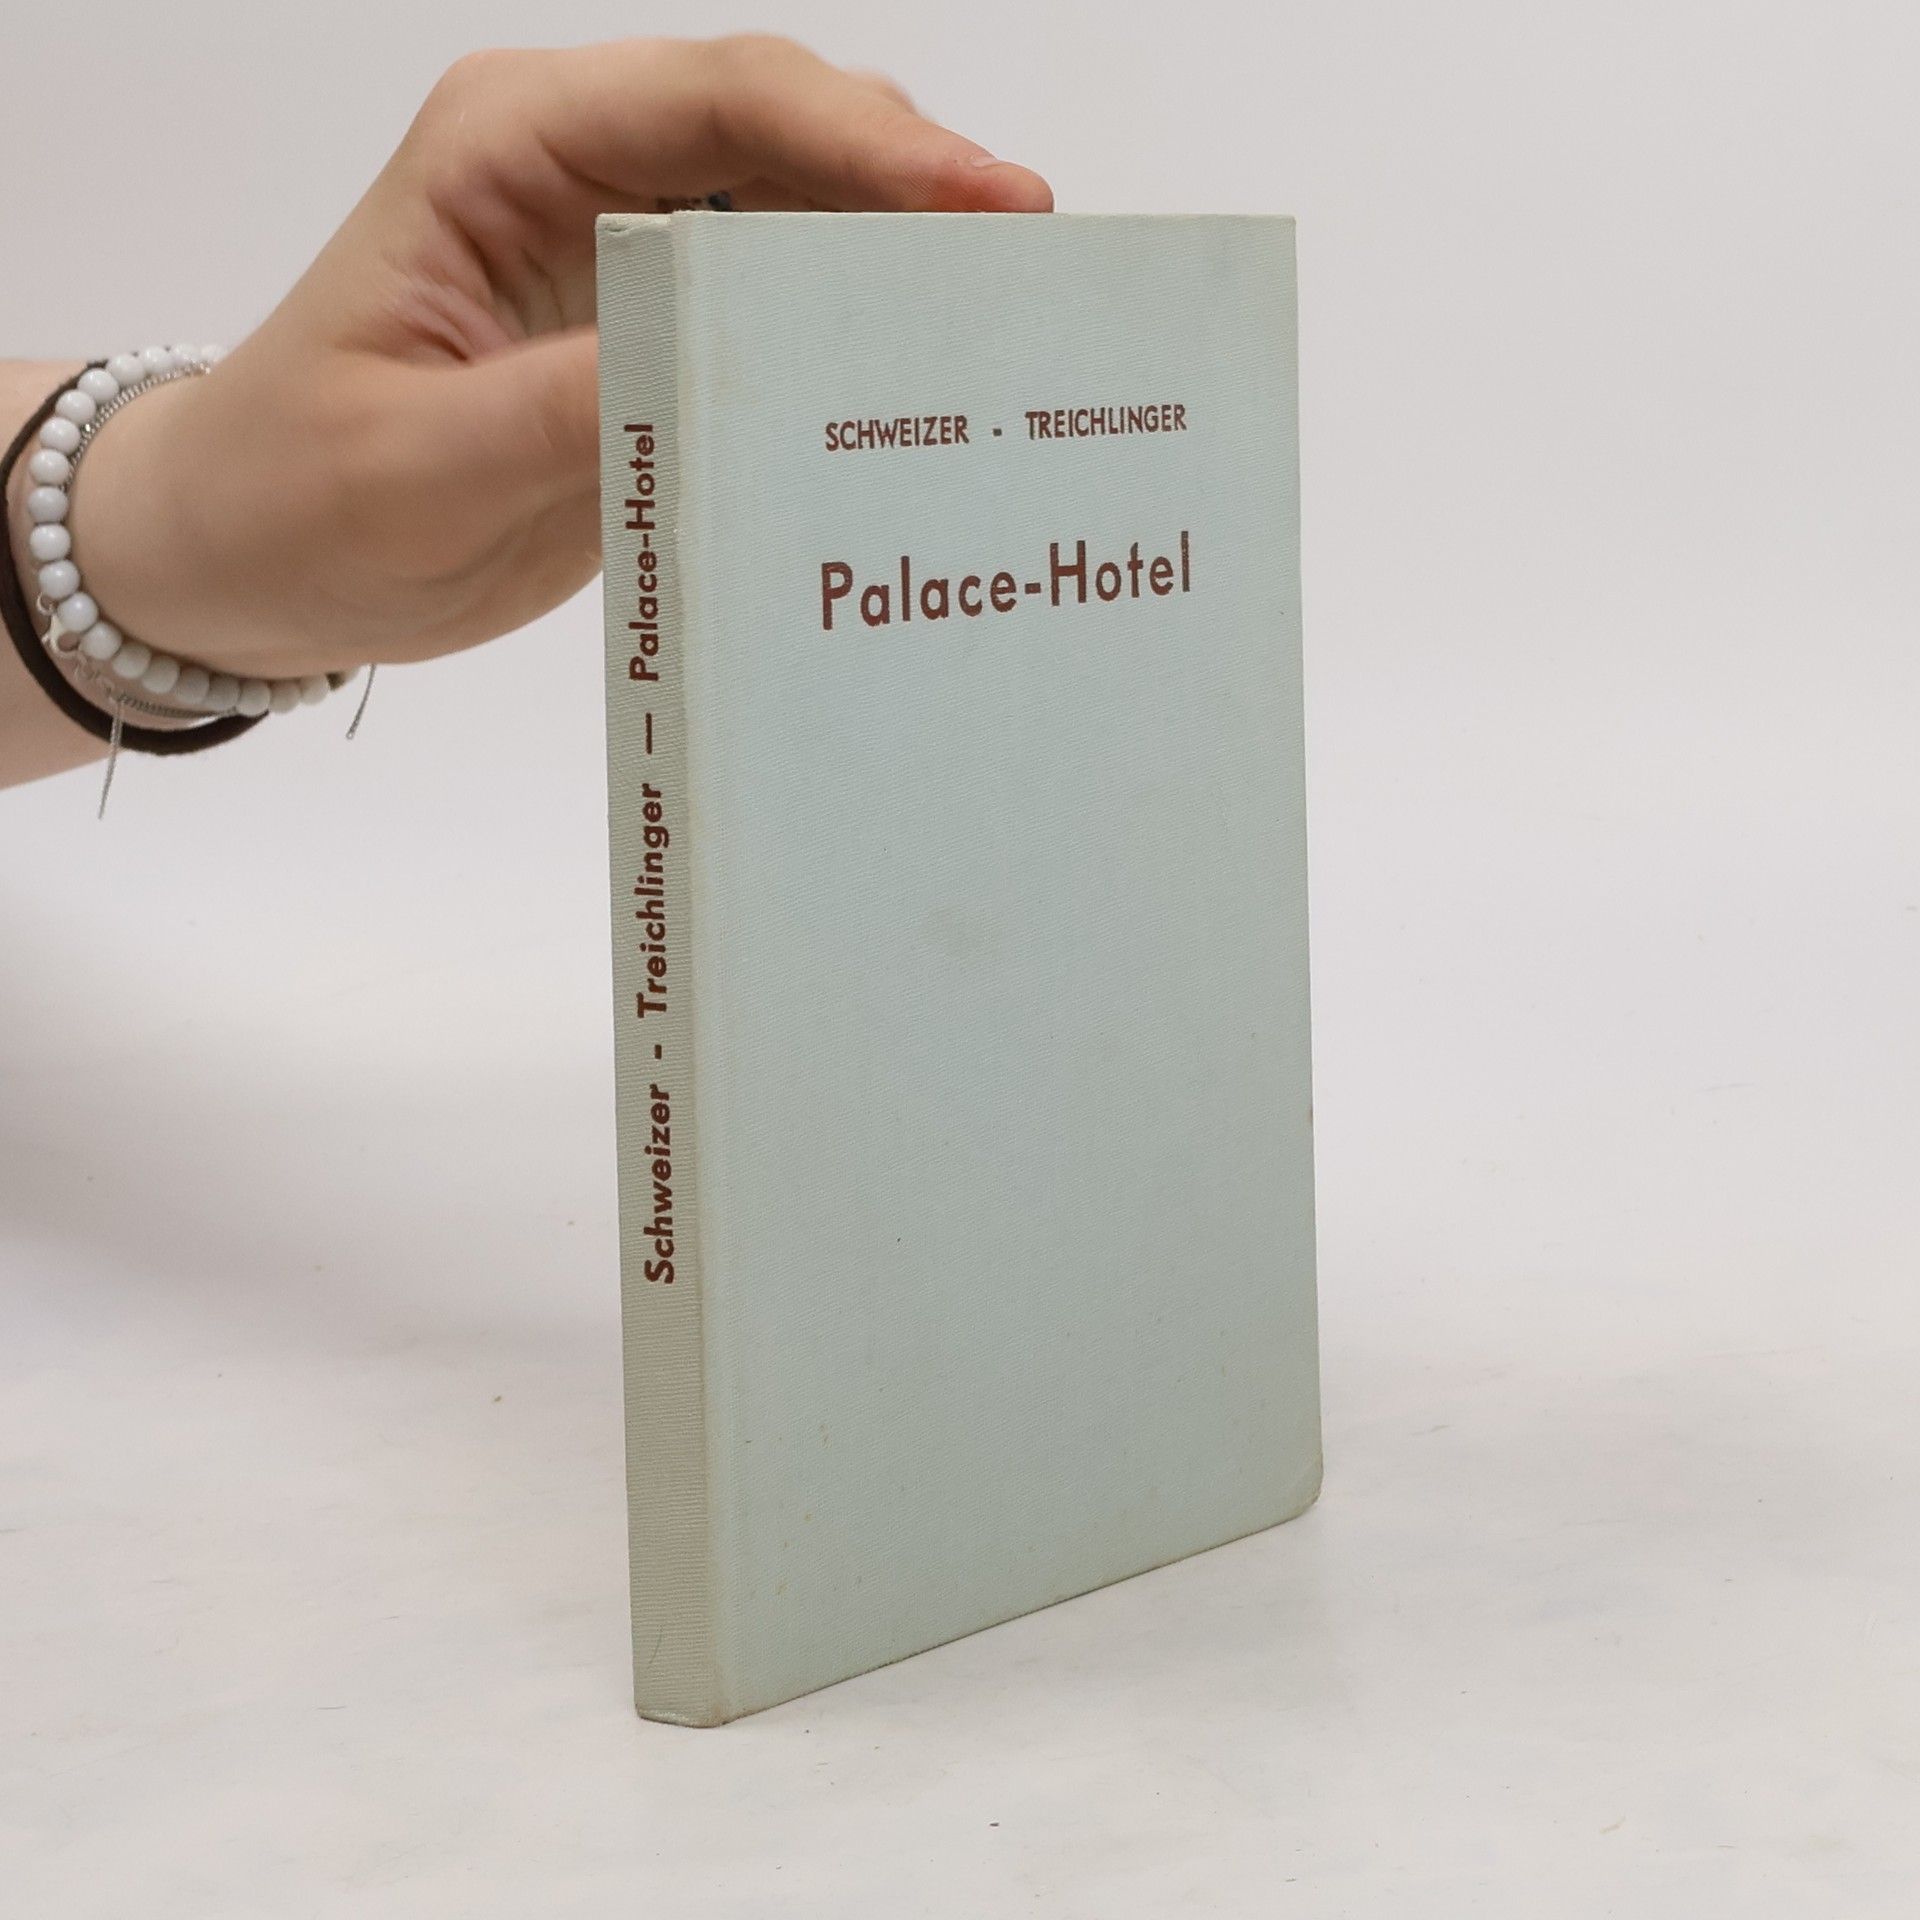 SCHWEIZER - TREICHLINGER
Palace-Hotel
Schweizer - Treichlinger — Palace-Hotel